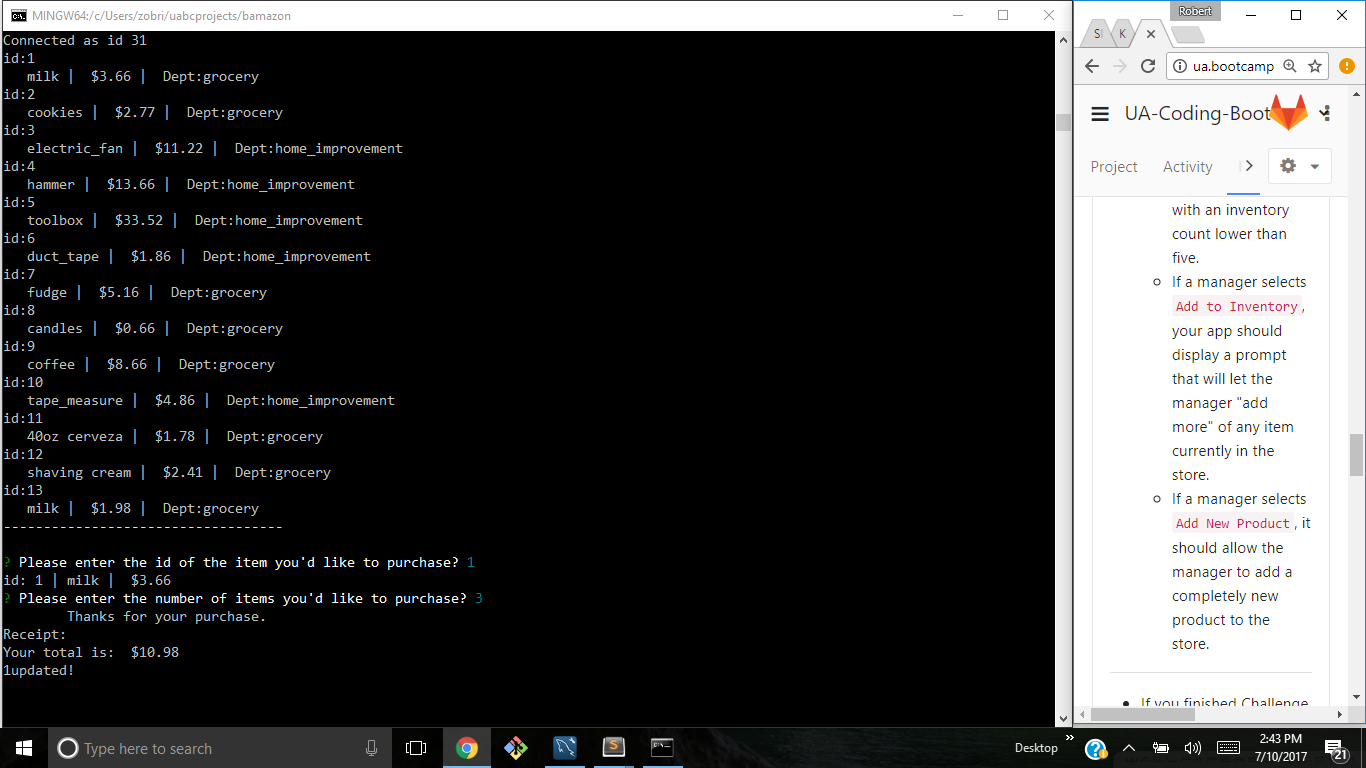 MINGW64:/c/Users/zobri/uabcprojects/bamazon
Connected as id 31
id:1
milk | $3.66 | Dept:grocery
id:2
cookies | $2.77 | Dept:grocery
id:3
electric_fan | $11.22 | Dept:home_improvement
id:4
hammer | $13.66 | Dept:home_improvement
id:5
toolbox | $33.52 | Dept:home_improvement
id:6
duct_tape | $1.86 | Dept:home_improvement
id:7
fudge | $5.16 | Dept:grocery
id:8
candles | $0.66 | Dept:grocery
id:9
coffee | $8.66 | Dept:grocery
id:10
tape_measure | $4.86 | Dept:home_improvement
id:11
40oz cerveza | $1.78 | Dept:grocery
id:12
shaving cream | $2.41 | Dept:grocery
id:13
milk | $1.98 | Dept:grocery
-----------------------------------
? Please enter the id of the item you'd like to purchase? 1
id: 1 | milk | $3.66
? Please enter the number of items you'd like to purchase? 3
Thanks for your purchase.
Receipt:
Your total is: $10.98
1updated!
Robert
S K
ua.bootcamp
UA-Coding-Boot
Project Activity
with an inventory
count lower than
five.
If a manager selects
Add to Inventory,
your app should
display a prompt
that will let the
manager "add
more" of any item
currently in the
store.
If a manager selects
Add New Product, it
should allow the
manager to add a
completely new
product to the
store.
If you finished Challenge
Type here to search
Desktop
2:43 PM
7/10/2017
21